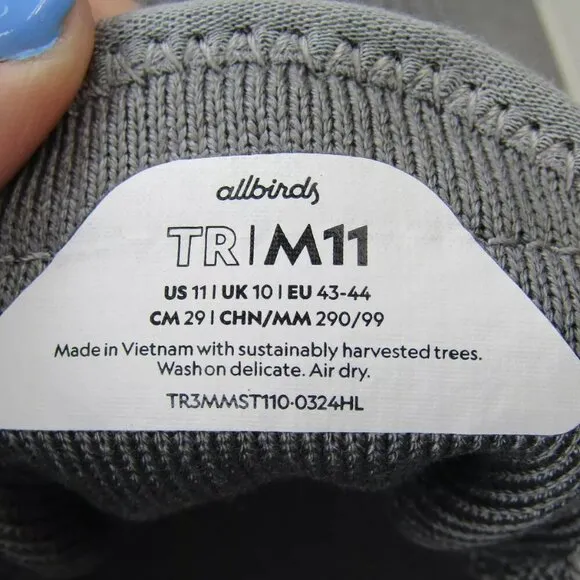 allbirds
TR|M11
US 11 | UK 10 | EU 43-44
CM 29 | CHN/MM 290/99
Made in Vietnam with sustainably harvested trees.
Wash on delicate. Air dry.
TR3MMST110-0324HL